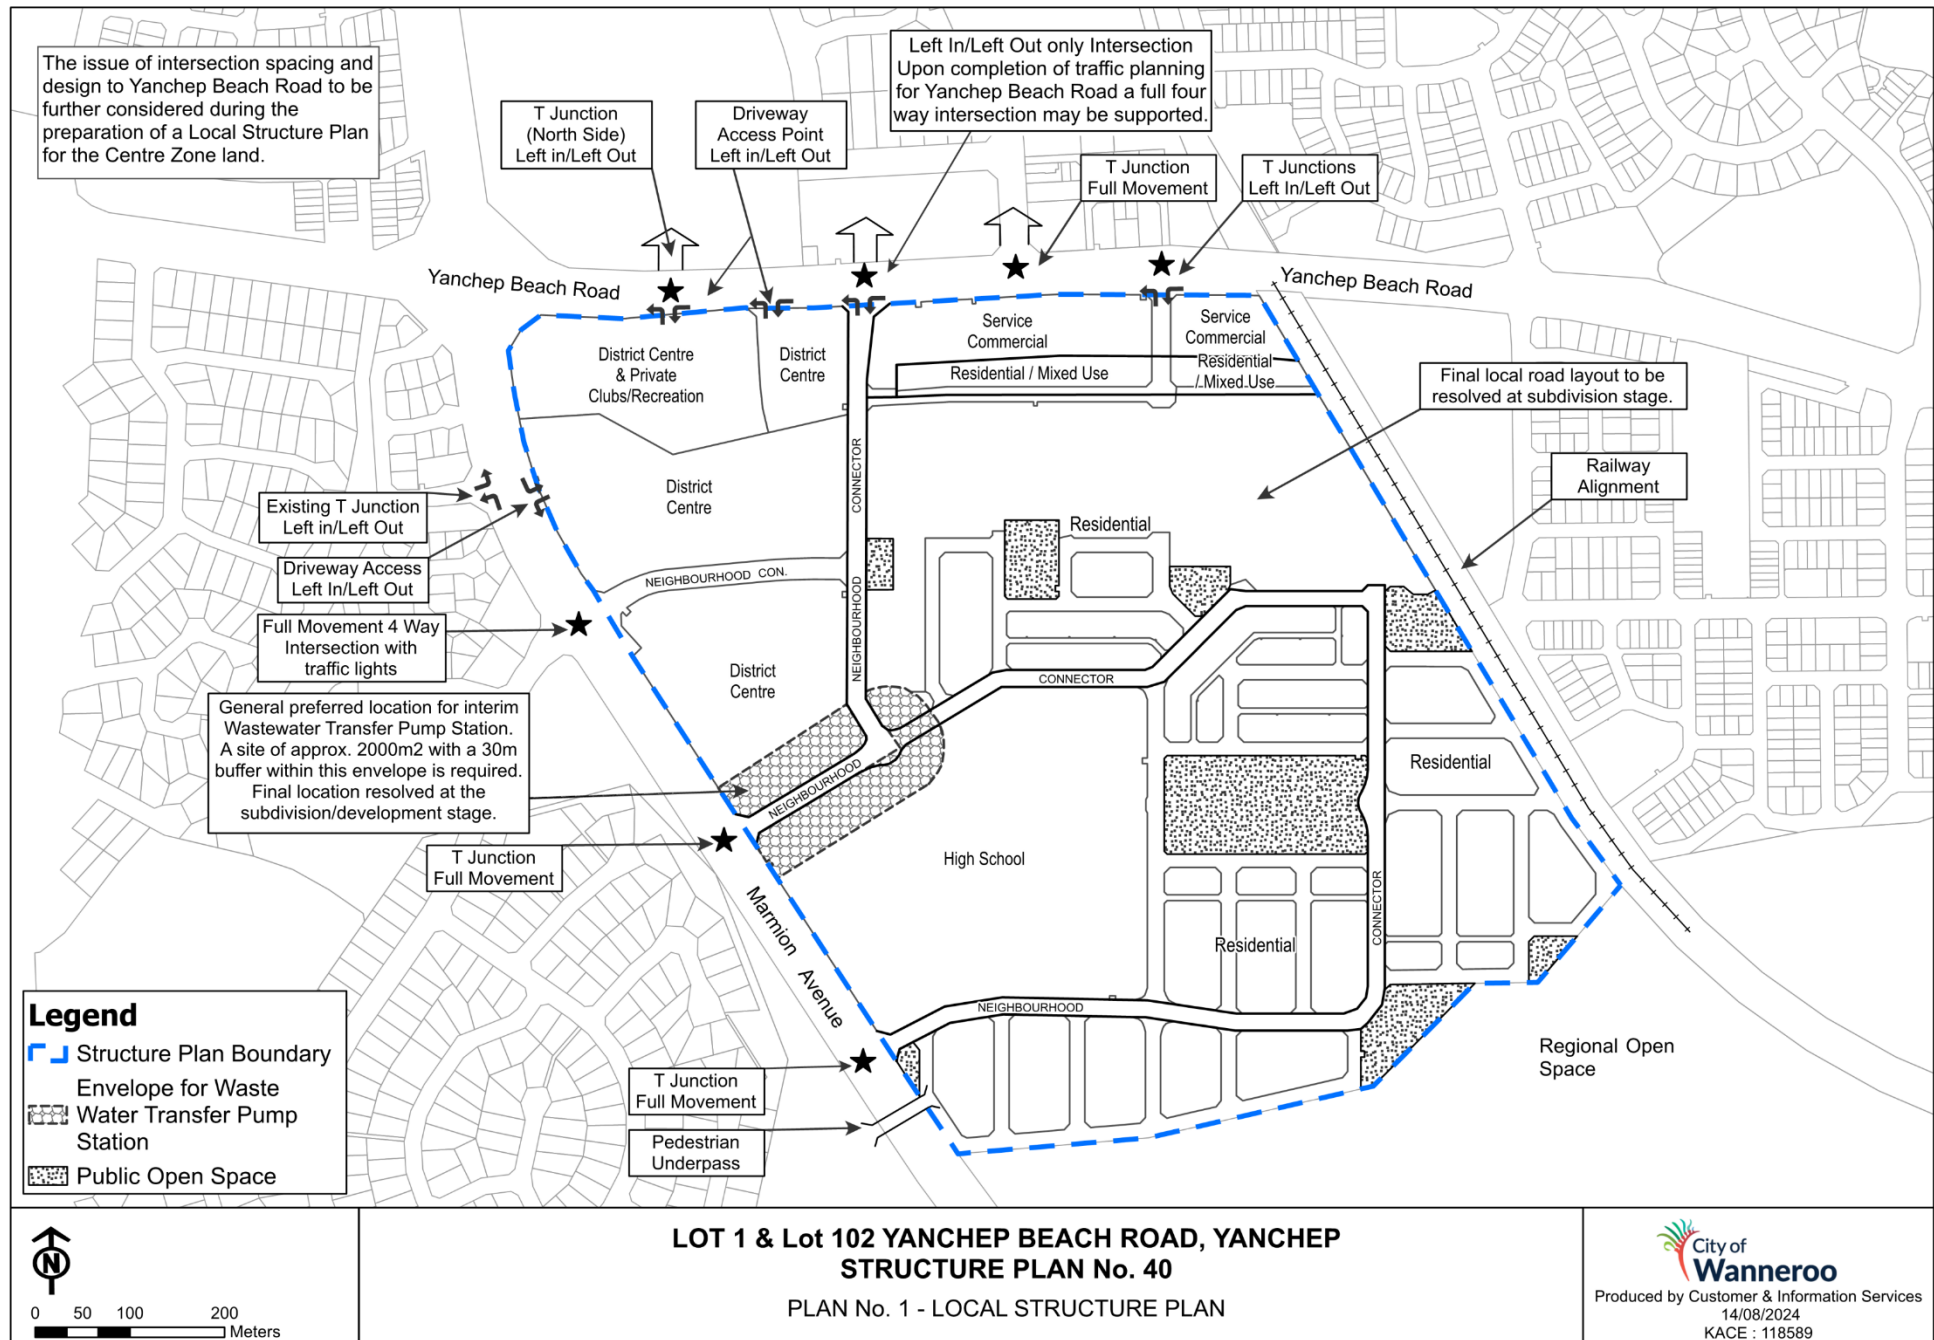 The issue of intersection spacing and
design to Yanchep Beach Road to be
further considered during the
preparation of a Local Structure Plan
for the Centre Zone land.
T Junction
(North Side)
Left in/Left Out
Driveway
Access Point
Left in/Left Out
Left In/Left Out only Intersection
Upon completion of traffic planning
for Yanchep Beach Road a full four
way intersection may be supported.
T Junction
Full Movement
T Junctions
Left In/Left Out
Yanchep Beach Road
Yanchep Beach Road
District Centre
& Private
Clubs/Recreation
District
Centre
Service
Commercial
Service
Commercial
Residential / Mixed Use
Residential
/ Mixed Use
Final local road layout to be
resolved at subdivision stage.
CONNECTOR
Railway
Alignment
District
Centre
Existing T Junction
Left in/Left Out
Residential
Driveway Access
Left In/Left Out
NEIGHBOURHOOD CON.
NEIGHBOURHOOD
Full Movement 4 Way
Intersection with
traffic lights
District
Centre
CONNECTOR
General preferred location for interim
Wastewater Transfer Pump Station.
A site of approx. 2000m2 with a 30m
buffer within this envelope is required.
Final location resolved at the
subdivision/development stage.
NEIGHBOURHOOD
Residential
T Junction
Full Movement
High School
CONNECTOR
Marmion Avenue
Residential
NEIGHBOURHOOD
Regional Open
Space
T Junction
Full Movement
Pedestrian
Underpass
Legend
Structure Plan Boundary
Envelope for Waste
Water Transfer Pump
Station
Public Open Space
N
0 50 100 200
Meters
LOT 1 & Lot 102 YANCHEP BEACH ROAD, YANCHEP
STRUCTURE PLAN No. 40
PLAN No. 1 - LOCAL STRUCTURE PLAN
City of
Wanneroo
Produced by Customer & Information Services
14/08/2024
KACE : 118589